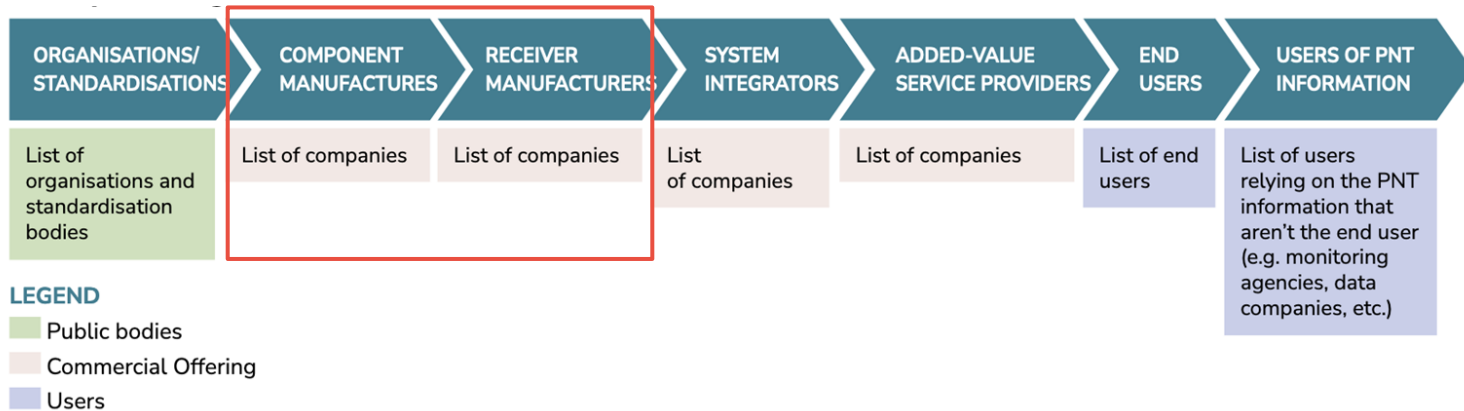 ORGANISATIONS/
STANDARDISATIONS
COMPONENT
MANUFACTURES
RECEIVER
MANUFACTURERS
SYSTEM
INTEGRATORS
ADDED-VALUE
SERVICE PROVIDERS
END
USERS
USERS OF PNT
INFORMATION
List of
organisations and
standardisation
bodies
List of companies
List of companies
List
of companies
List of companies
List of end
users
List of users
relying on the PNT
information that
aren't the end user
(e.g. monitoring
agencies, data
companies, etc.)
LEGEND
Public bodies
Commercial Offering
Users